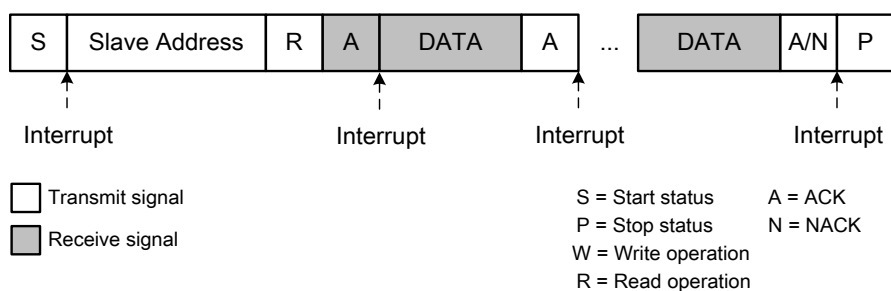 S Slave Address R A DATA A ... DATA A/N P
Interrupt Interrupt Interrupt Interrupt
Transmit signal
Receive signal
S = Start status A = ACK
P = Stop status N = NACK
W = Write operation
R = Read operation